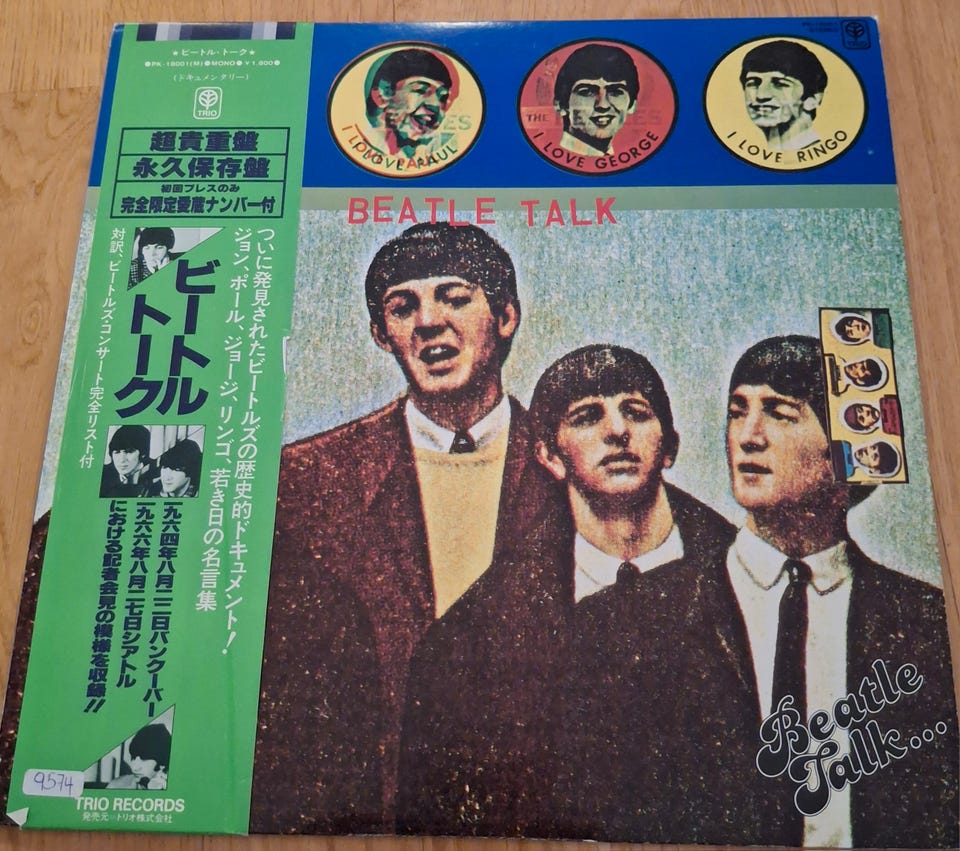 ★ビートル・トーク★
●PK-18001(M)●MONO●¥1,800●
(ドキュメンタリー)
TRIO
超貴重盤
永久保存盤
初回プレスのみ
完全限定愛蔵ナンバー付
ついに発見されたビートルズの歴史的ドキュメント!
ジョン、ポール、ジョージ、リンゴ、若き日の名言集
ビートル
トーク
対訳、ビートルズ・コンサート完全リスト付
一九六四年八月二二日バンクーバー
一九六六年八月二七日シアトル
における記者会見の模様を収録!!
9574
TRIO RECORDS
発売元=トリオ株式会社
I LOVE PAUL
THE
I LOVE GEORGE
I LOVE RINGO
TRIO
BEATLE TALK
Beatle
Talk...